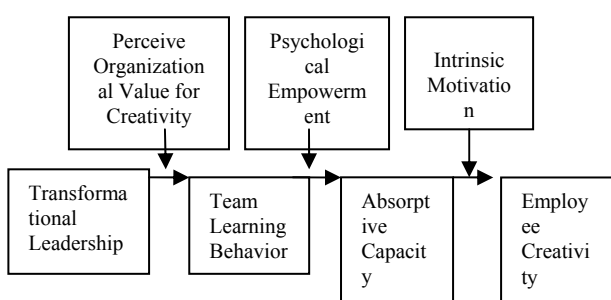 Perceive
Organization
al Value for
Creativity
Psychologi
cal
Empowerm
ent
Intrinsic
Motivatio
n
Transforma
tional
Leadership
Team
Learning
Behavior
Absorpt
ive
Capacit
y
Employ
ee
Creativi
ty